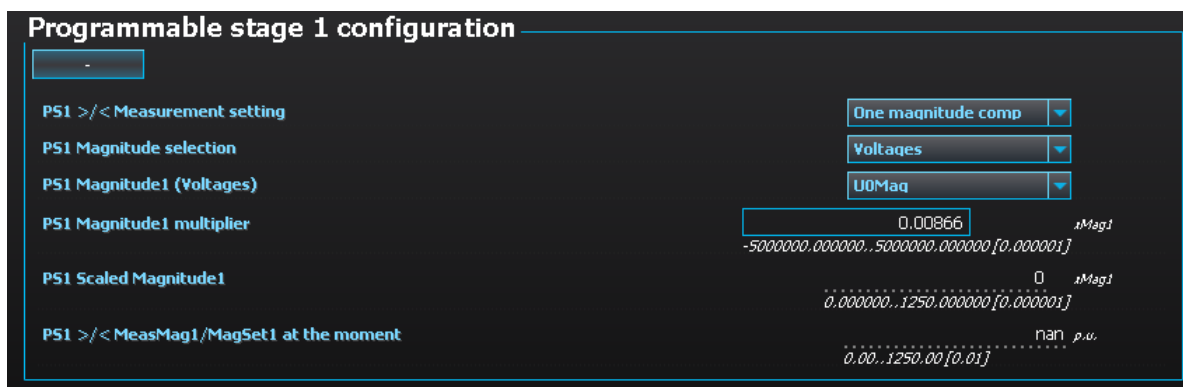 Programmable stage 1 configuration
-
PS1 >/< Measurement setting One magnitude comp
PS1 Magnitude selection Voltages
PS1 Magnitude1 (Voltages) U0Mag
PS1 Magnitude1 multiplier 0.00866 xMag1
-5000000.000000..5000000.000000 [0.000001]
PS1 Scaled Magnitude1 0 xMag1
0.000000..1250.000000 [0.000001]
PS1 >/< MeasMag1/MagSet1 at the moment nan p.u.
0.00..1250.00 [0.01]